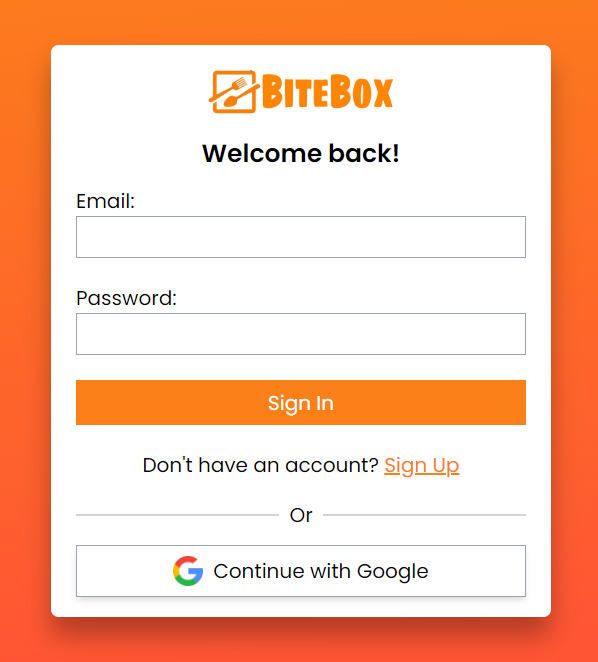 BITEBOX
Welcome back!
Email:
Password:
Sign In
Don't have an account? Sign Up
Or
Continue with Google